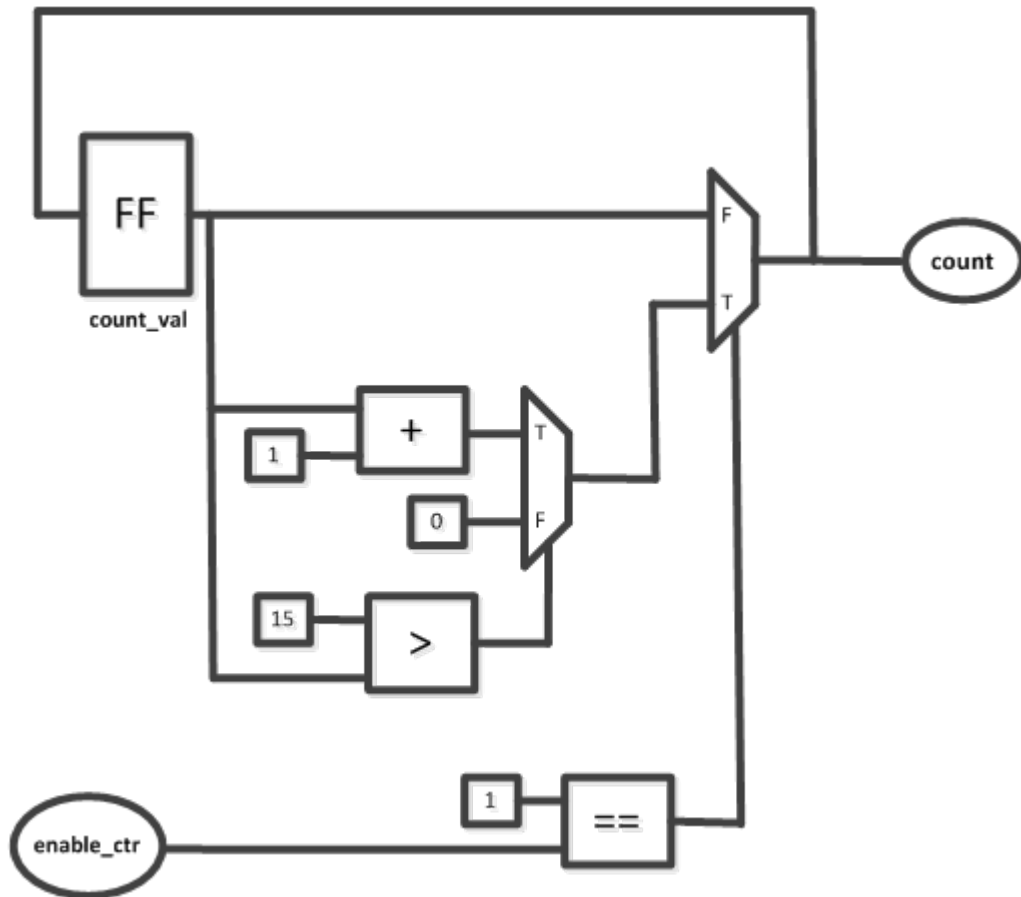 FF
count_val
F
T
count
+
1
T
0
F
15
>
1
==
enable_ctr